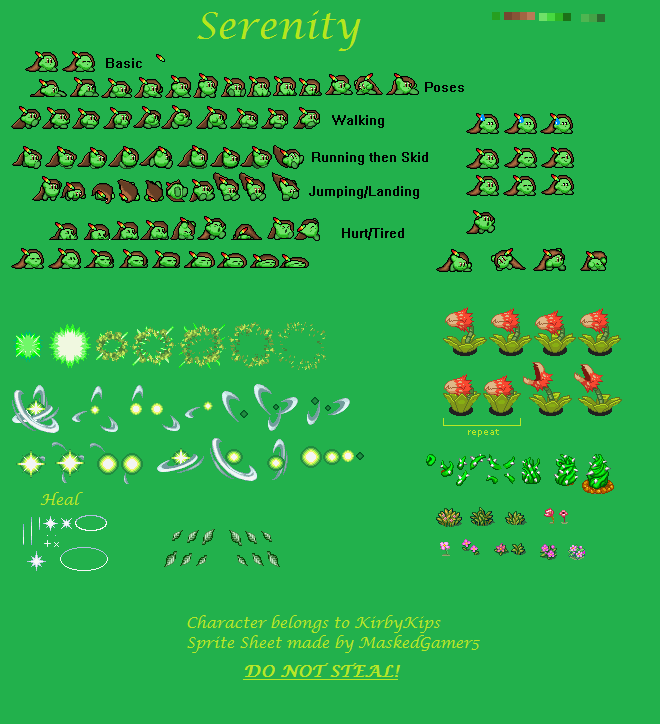 Serenity
Basic
Poses
Walking
Running then Skid
Jumping/Landing
Hurt/Tired
repeat
Heal
Character belongs to KirbyKips
Sprite Sheet made by MaskedGamer5
DO NOT STEAL!